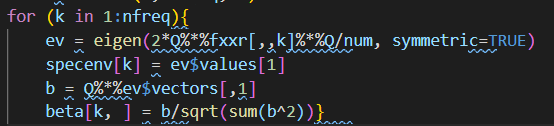 for (k in 1:nfreq){
ev = eigen(2*Q%*%fxxr[,,k]%*%Q/num, symmetric=TRUE)
specenv[k] = ev$values[1]
b = Q%*%ev$vectors[,1]
beta[k, ] = b/sqrt(sum(b^2))}